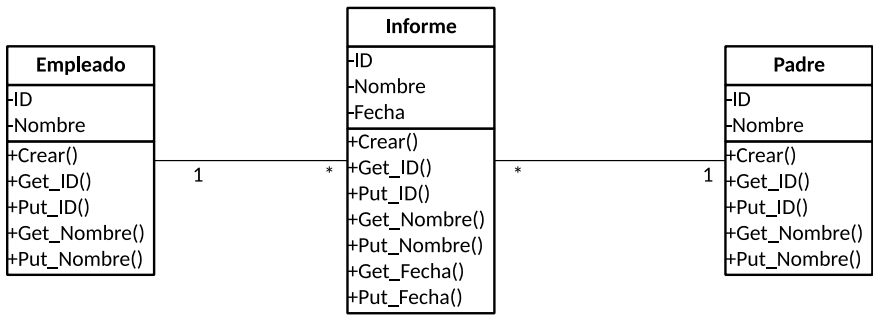 Empleado
-ID
-Nombre
+Crear()
+Get_ID()
+Put_ID()
+Get_Nombre()
+Put_Nombre()
1
*
Informe
-ID
-Nombre
-Fecha
+Crear()
+Get_ID()
+Put_ID()
+Get_Nombre()
+Put_Nombre()
+Get_Fecha()
+Put_Fecha()
*
1
Padre
-ID
-Nombre
+Crear()
+Get_ID()
+Put_ID()
+Get_Nombre()
+Put_Nombre()